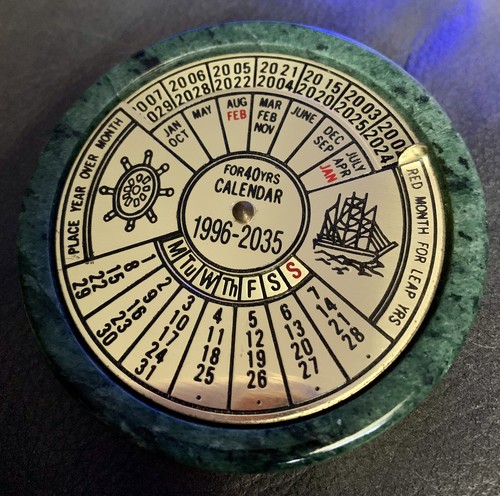 PLACE YEAR OVER MONTH
2006 2005 2021 2015 2003
2028 2022 2004 2020 2025 2024
JAN
OCT
MAY
AUG
FEB
MAR
FEB
NOV
JUNE
DEC
SEP
JULY
APR
JAN
RED MONTH FOR LEAP YRS
FOR 40 YRS
CALENDAR
1996-2035
M Tu W Th F S S
1 2 3 4 5 6 7
8 9 10 11 12 13 14
15 16 17 18 19 20 21
22 23 24 25 26 27 28
29 30 31